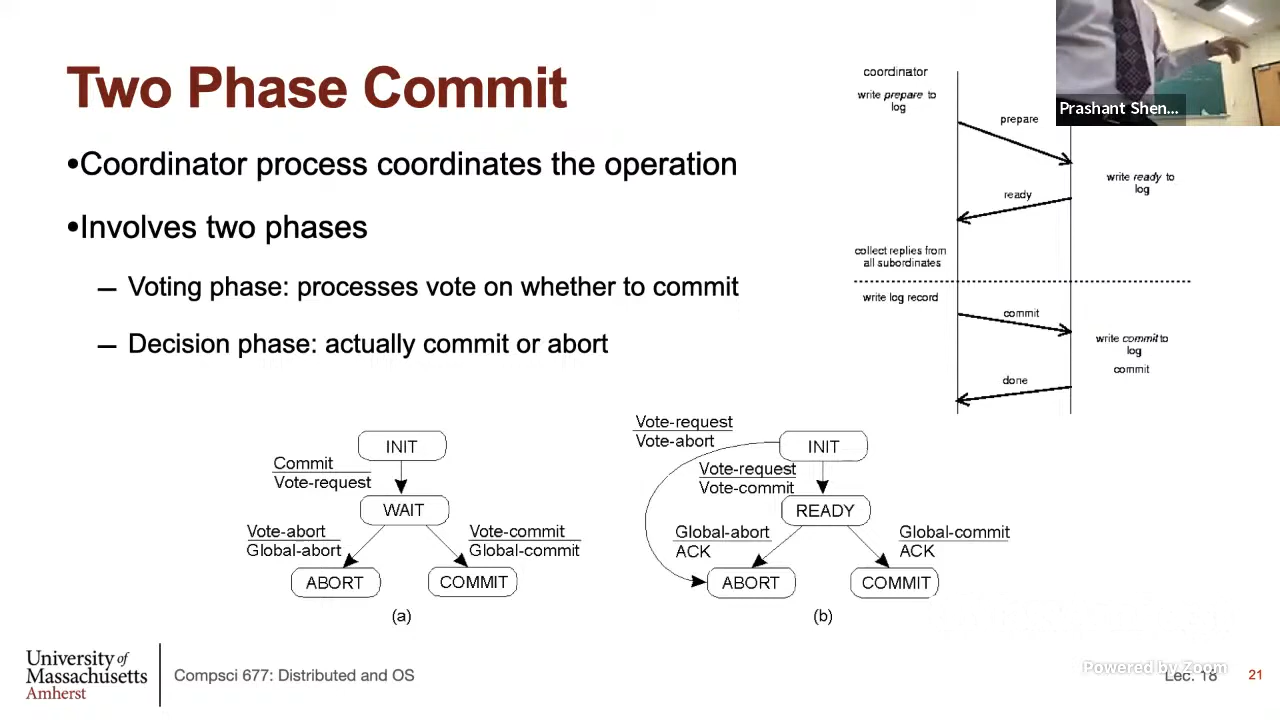 Two Phase Commit
•Coordinator process coordinates the operation
•Involves two phases
– Voting phase: processes vote on whether to commit
– Decision phase: actually commit or abort
coordinator
write prepare to
log
prepare
write ready to
log
ready
collect replies from
all subordinates
write log record
commit
write commit to
log
commit
done
Prashant Shen...
INIT
Commit
Vote-request
WAIT
Vote-abort
Global-abort
Vote-commit
Global-commit
ABORT
COMMIT
(a)
Vote-request
Vote-abort
INIT
Vote-request
Vote-commit
READY
Global-abort
ACK
Global-commit
ACK
ABORT
COMMIT
(b)
University of
Massachusetts
Amherst
Compsci 677: Distributed and OS
Powered by Zoom
Lec. 18
21